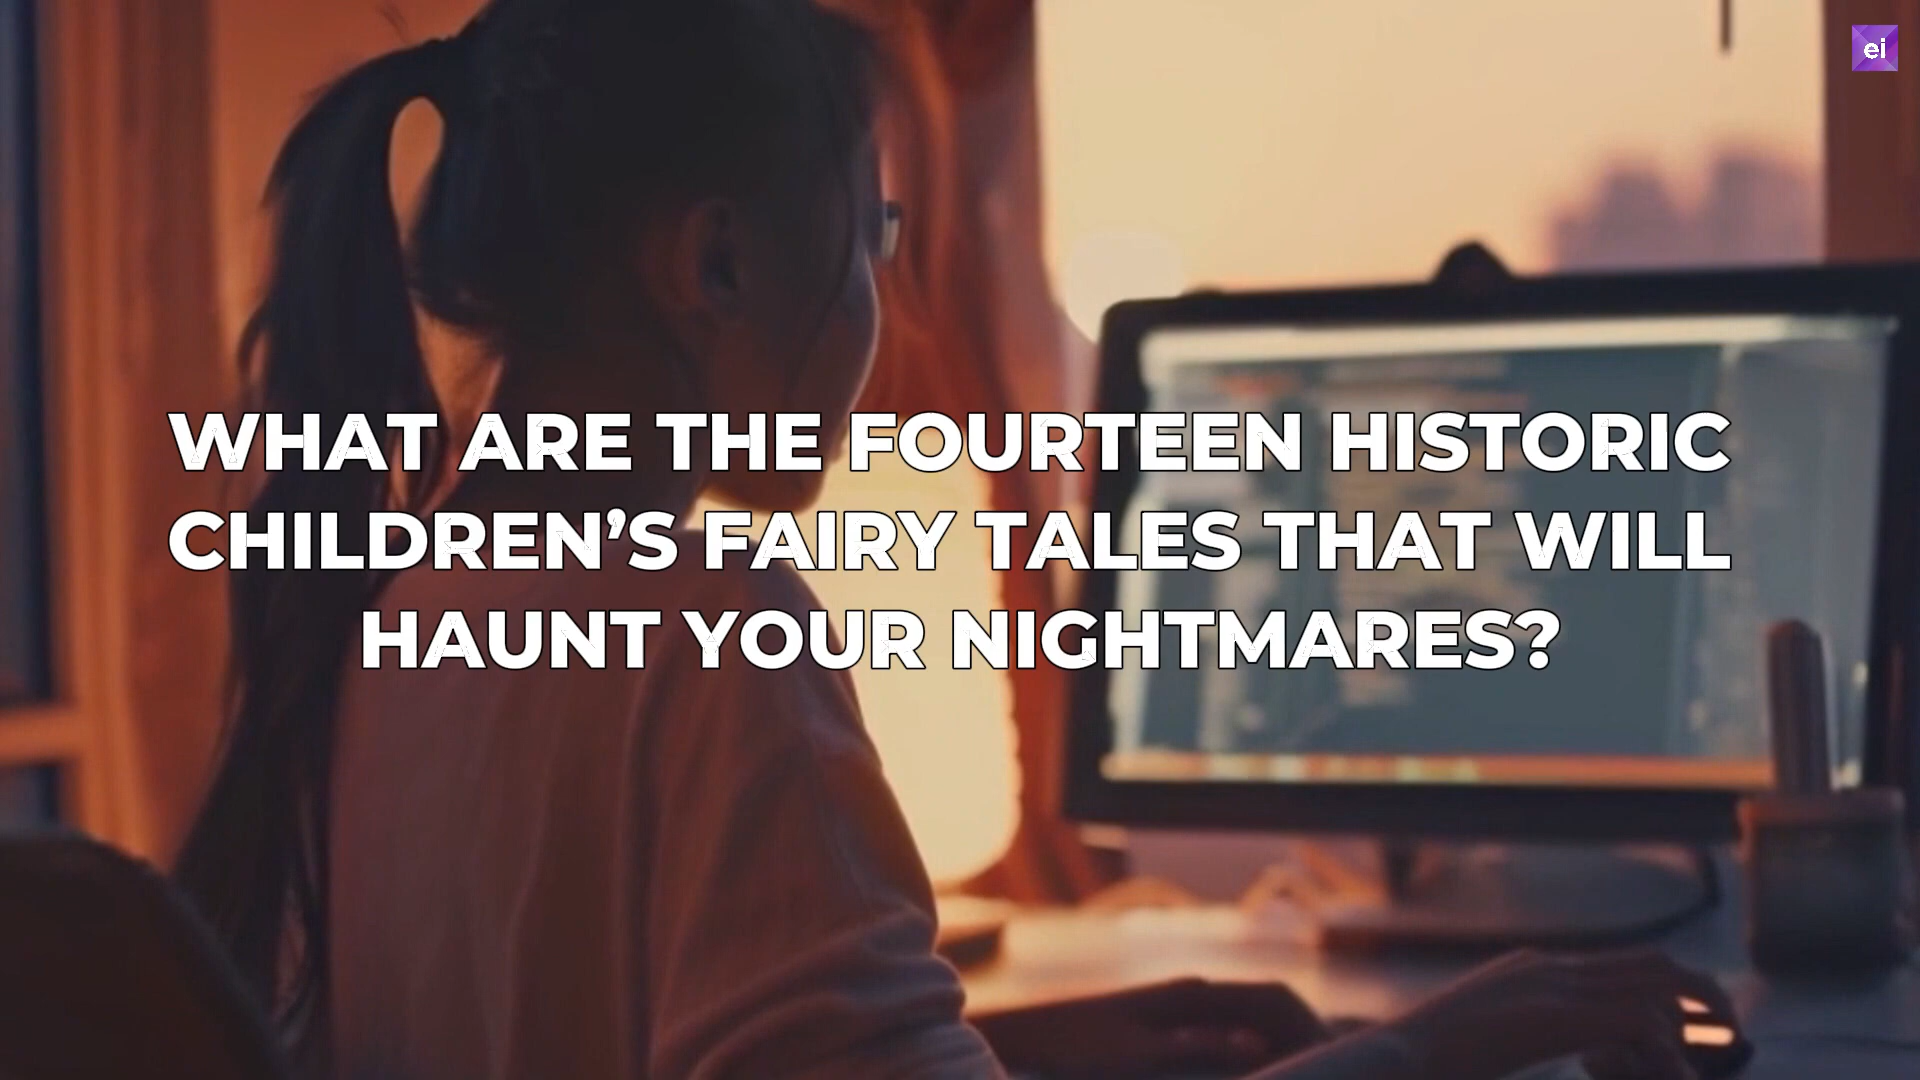 ei
WHAT ARE THE FOURTEEN HISTORIC
CHILDREN’S FAIRY TALES THAT WILL
HAUNT YOUR NIGHTMARES?